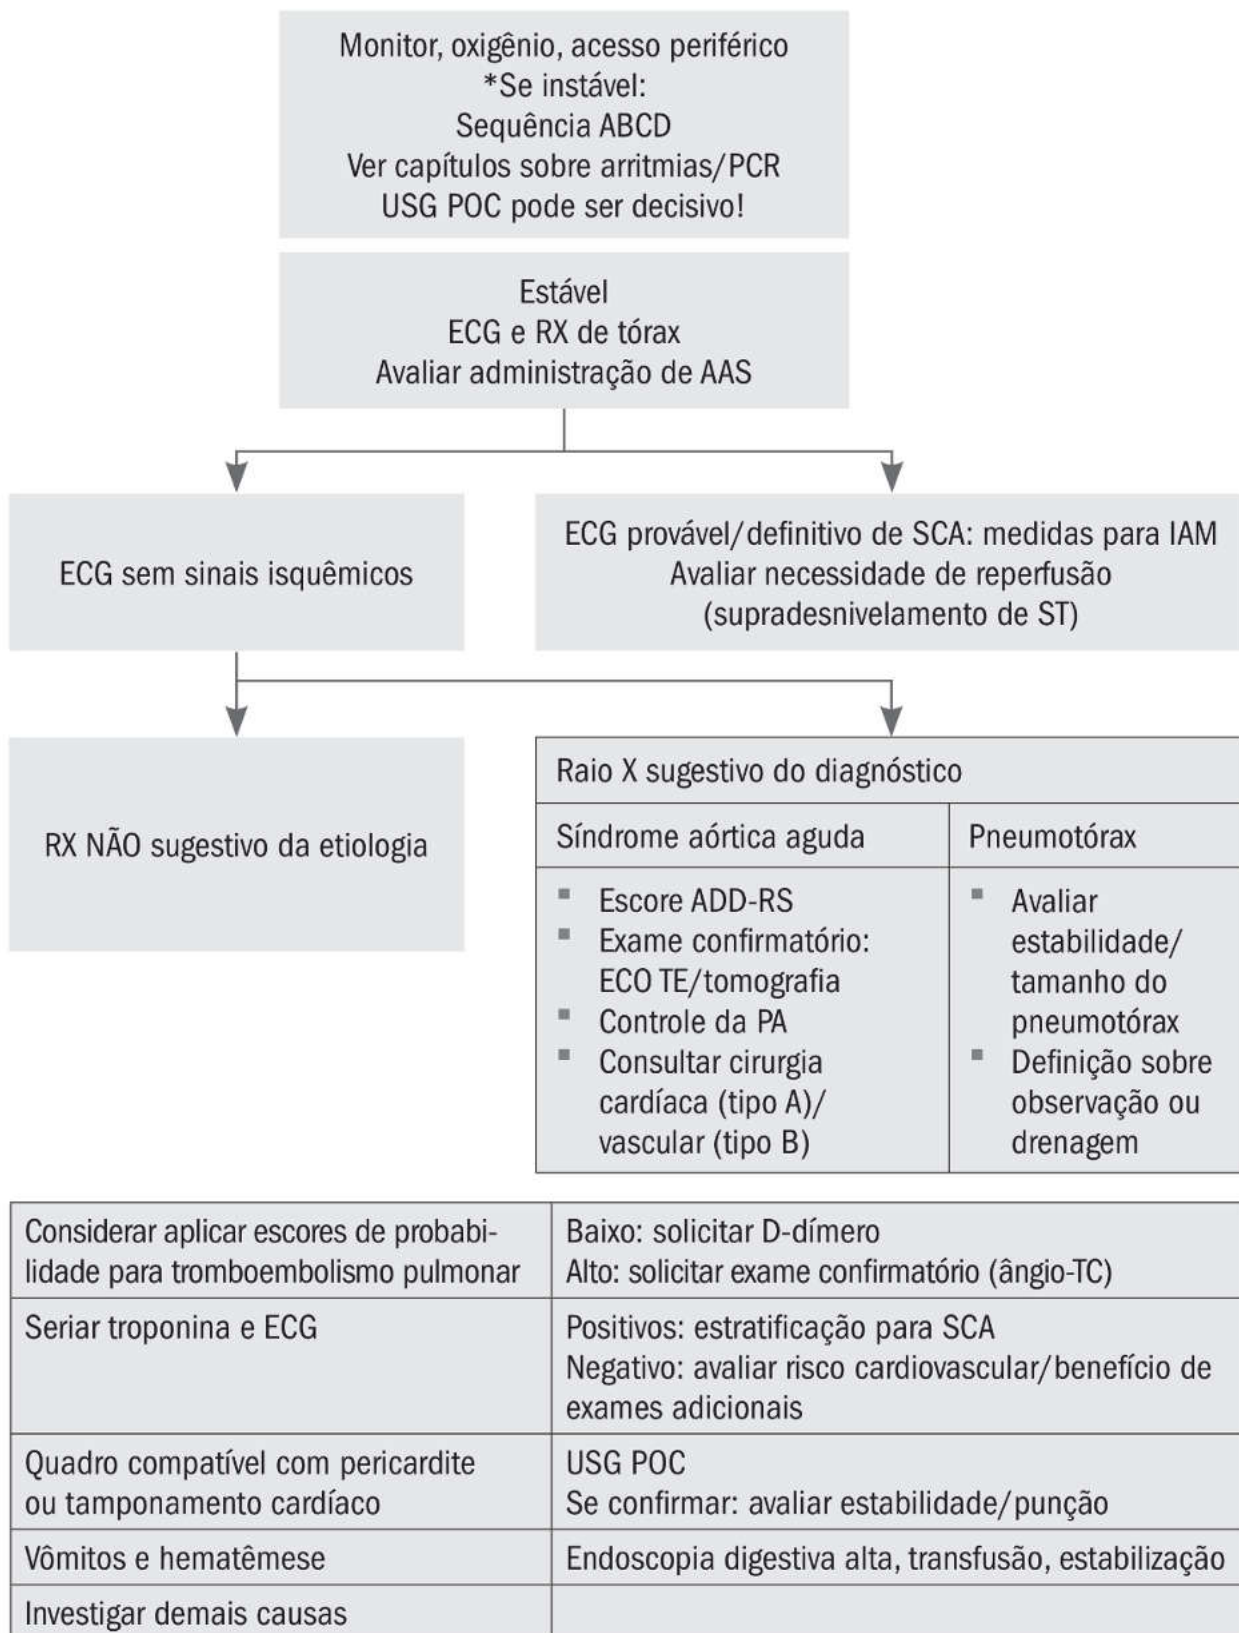 Monitor, oxigênio, acesso periférico
*Se instável:
Sequência ABCD
Ver capítulos sobre arritmias/PCR
USG POC pode ser decisivo!
Estável
ECG e RX de tórax
Avaliar administração de AAS
ECG sem sinais isquêmicos
ECG provável/definitivo de SCA: medidas para IAM
Avaliar necessidade de reperfusão
(supradesnivelamento de ST)
RX NÃO sugestivo da etiologia
Raio X sugestivo do diagnóstico
Síndrome aórtica aguda
▪ Escore ADD-RS
▪ Exame confirmatório:
ECO TE/tomografia
▪ Controle da PA
▪ Consultar cirurgia
cardíaca (tipo A)/
vascular (tipo B)
Pneumotórax
▪ Avaliar
estabilidade/
tamanho do
pneumotórax
▪ Definição sobre
observação ou
drenagem
Considerar aplicar escores de probabi-
lidade para tromboembolismo pulmonar
Baixo: solicitar D-dímero
Alto: solicitar exame confirmatório (ângio-TC)
Seriar troponina e ECG
Positivos: estratificação para SCA
Negativo: avaliar risco cardiovascular/benefício de
exames adicionais
Quadro compatível com pericardite
ou tamponamento cardíaco
USG POC
Se confirmar: avaliar estabilidade/punção
Vômitos e hematêmese
Endoscopia digestiva alta, transfusão, estabilização
Investigar demais causas